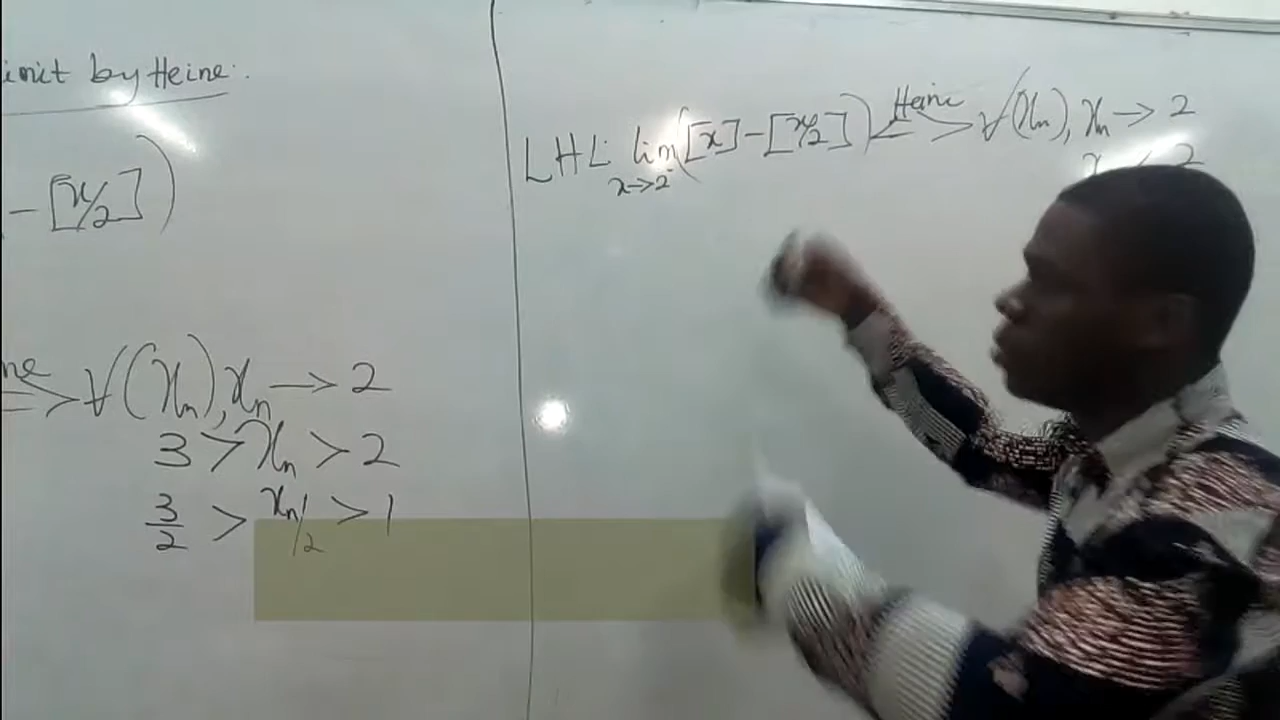 imit by Heine:
- [x/2])
ne => ∀(xₙ), xₙ → 2
3 > xₙ > 2
3/2 > xₙ/2 > 1
LHL lim ([x] - [x/2]) <=> Heine ∀(xₙ), xₙ → 2
x→2⁻